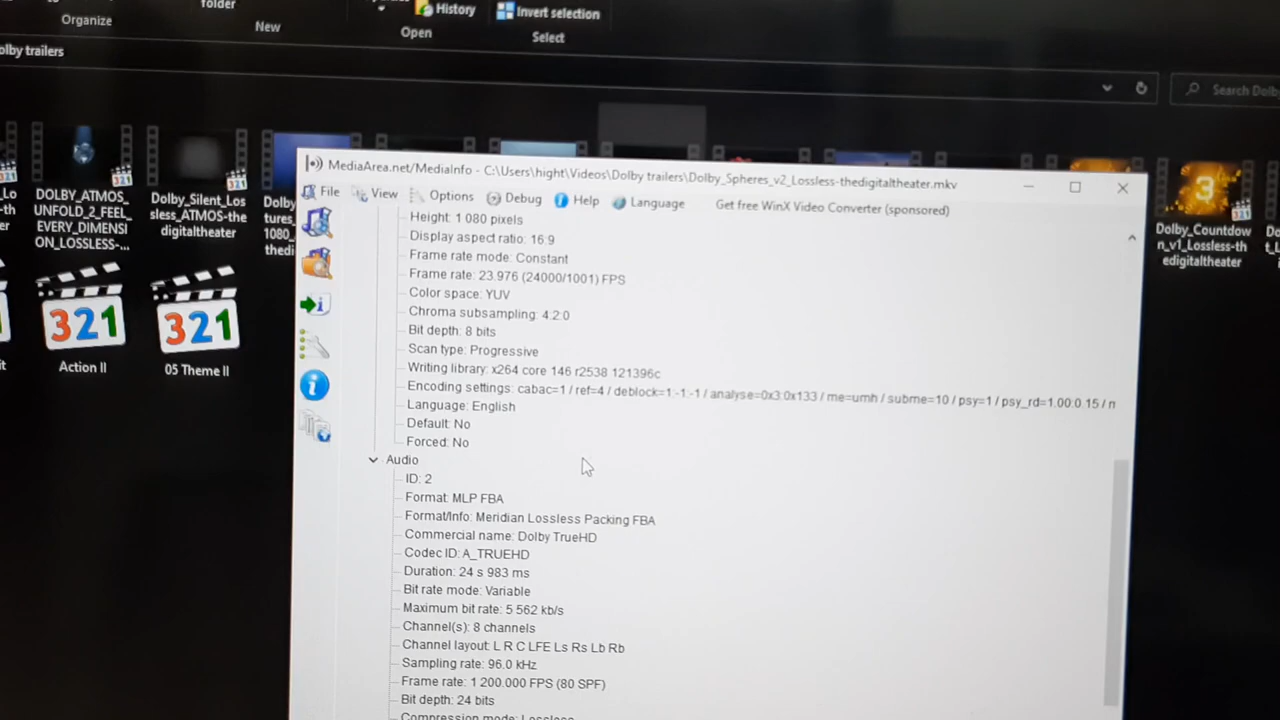 Organize
folder
New
History
Open
Invert selection
Select
olby trailers
Search Dolb
DOLBY_ATMOS_
UNFOLD_2_FEEL_
EVERY_DIMENSI
ON_LOSSLESS-...
Dolby_Silent_Los
sless_ATMOS-the
digitaltheater
Dolby_Countdow
n_v1_Lossless-th
edigitaltheater
321
Action II
321
05 Theme II
MediaArea.net/MediaInfo - C:\Users\hight\Videos\Dolby trailers\Dolby_Spheres_v2_Lossless-thedigitaltheater.mkv
File View Options Debug Help Language Get free WinX Video Converter (sponsored)
Height: 1 080 pixels
Display aspect ratio: 16:9
Frame rate mode: Constant
Frame rate: 23.976 (24000/1001) FPS
Color space: YUV
Chroma subsampling: 4:2:0
Bit depth: 8 bits
Scan type: Progressive
Writing library: x264 core 146 r2538 121396c
Encoding settings: cabac=1 / ref=4 / deblock=1:-1:-1 / analyse=0x3:0x133 / me=umh / subme=10 / psy=1 / psy_rd=1.00:0.15 / n
Language: English
Default: No
Forced: No
Audio
ID: 2
Format: MLP FBA
Format/Info: Meridian Lossless Packing FBA
Commercial name: Dolby TrueHD
Codec ID: A_TRUEHD
Duration: 24 s 983 ms
Bit rate mode: Variable
Maximum bit rate: 5 562 kb/s
Channel(s): 8 channels
Channel layout: L R C LFE Ls Rs Lb Rb
Sampling rate: 96.0 kHz
Frame rate: 1 200.000 FPS (80 SPF)
Bit depth: 24 bits
Compression mode: Lossless